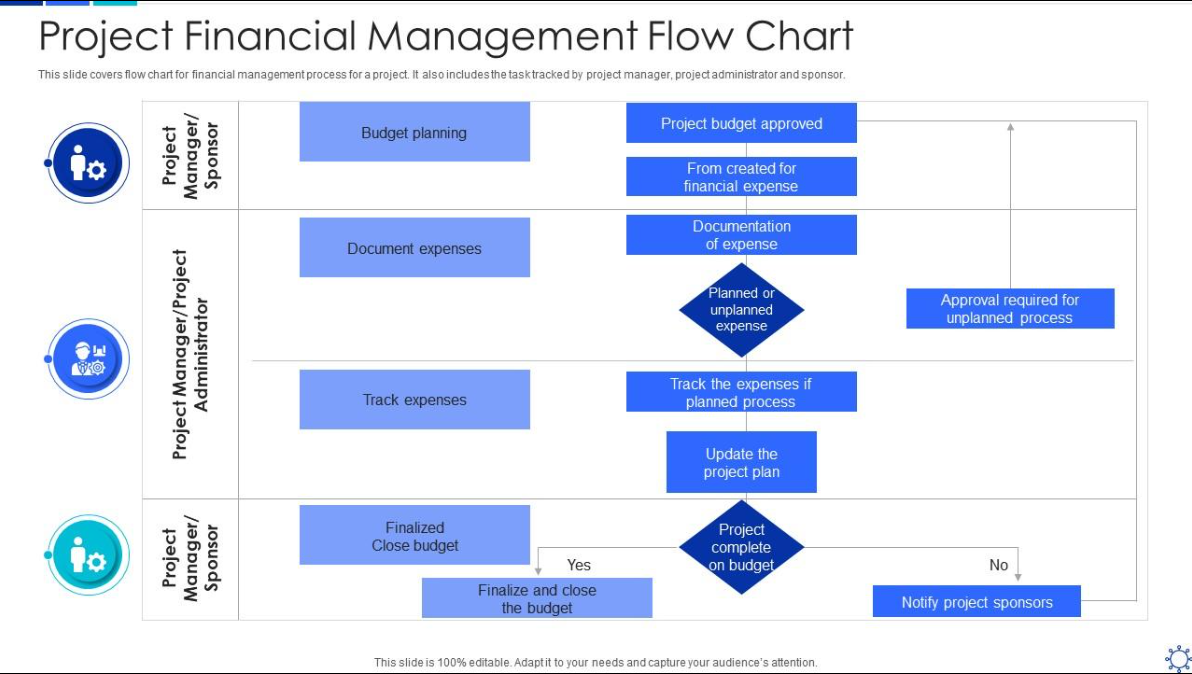 Project Financial Management Flow Chart
This slide covers flow chart for financial management process for a project. It also includes the task tracked by project manager, project administrator and sponsor.
Project
Manager/
Sponsor
Budget planning
Project budget approved
From created for
financial expense
Project Manager/Project
Administrator
Document expenses
Documentation
of expense
Planned or
unplanned
expense
Approval required for
unplanned process
Track expenses
Track the expenses if
planned process
Update the
project plan
Project
Manager/
Sponsor
Finalized
Close budget
Project
complete
on budget
Yes
No
Finalize and close
the budget
Notify project sponsors
This slide is 100% editable. Adapt it to your needs and capture your audience's attention.